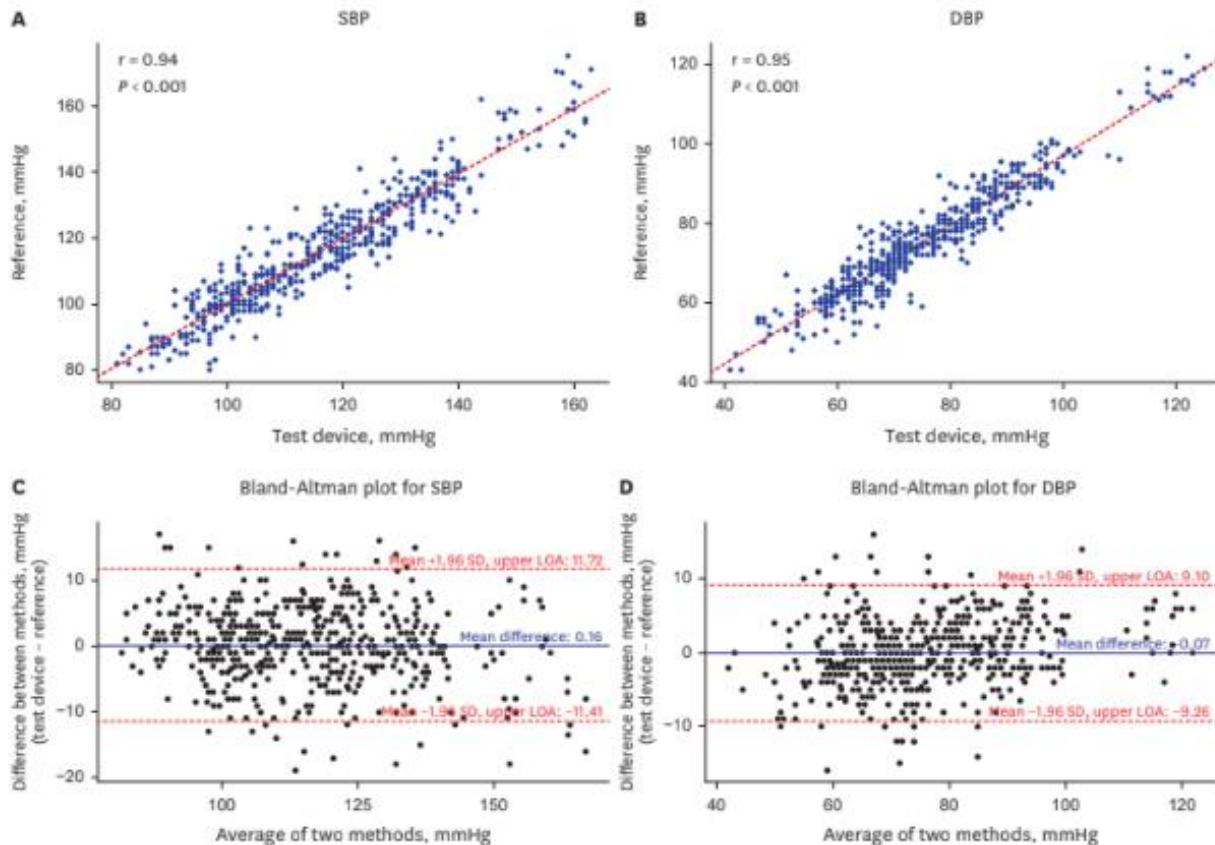 A
SBP
r = 0.94
P < 0.001
Reference, mmHg
160
140
120
100
80
80 100 120 140 160
Test device, mmHg
B
DBP
r = 0.95
P < 0.001
Reference, mmHg
120
100
80
60
40
40 60 80 100 120
Test device, mmHg
C
Bland-Altman plot for SBP
Difference between methods, mmHg
(test device – reference)
10
0
−10
−20
Mean +1.96 SD, upper LOA: 11.72
Mean difference: 0.16
Mean −1.96 SD, upper LOA: −11.41
100 125 150
Average of two methods, mmHg
D
Bland-Altman plot for DBP
Difference between methods, mmHg
(test device – reference)
10
0
−10
Mean +1.96 SD, upper LOA: 9.10
Mean difference: −0.07
Mean −1.96 SD, upper LOA: −9.26
40 60 80 100 120
Average of two methods, mmHg